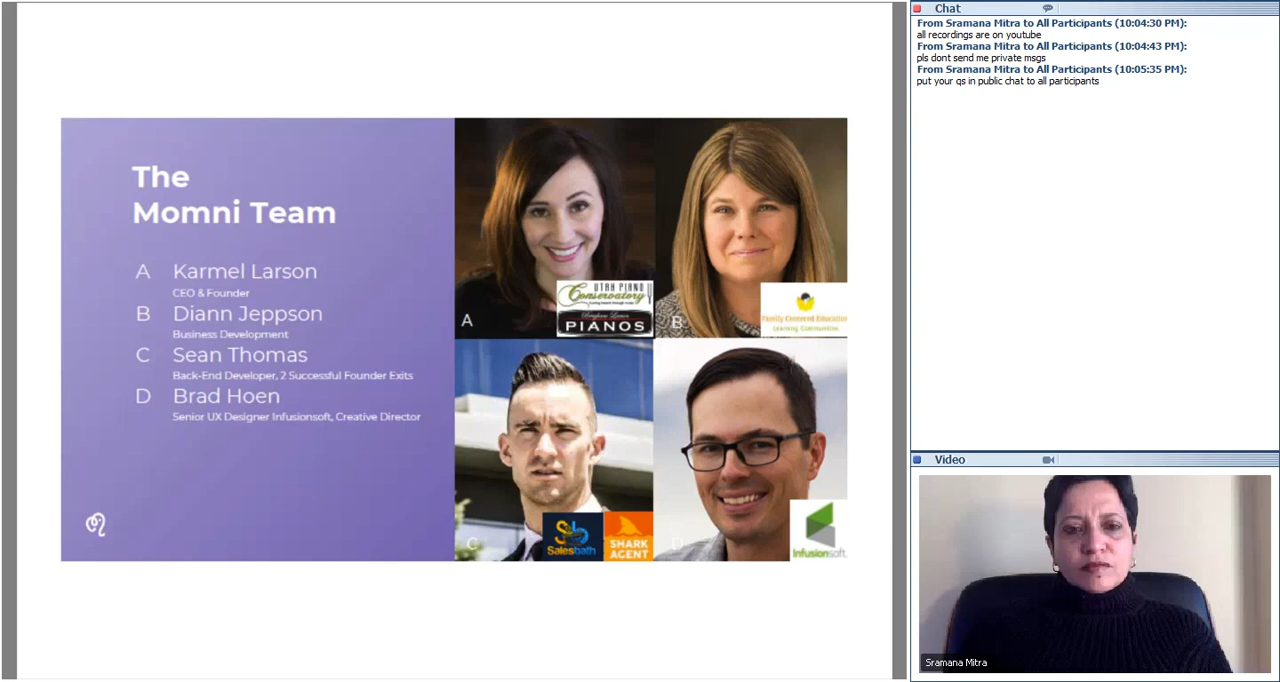 The
Momni Team
A Karmel Larson
CEO & Founder
B Diann Jeppson
Business Development
C Sean Thomas
Back-End Developer, 2 Successful Founder Exits
D Brad Hoen
Senior UX Designer Infusionsoft, Creative Director
A
UTAH PIANO
Conservatory
Brigham Larson
PIANOS
B
Family Centered Education
Learning Communities
C
Salesbath
SHARK
AGENT
D
Infusionsoft.
Chat
From Sramana Mitra to All Participants (10:04:30 PM):
all recordings are on youtube
From Sramana Mitra to All Participants (10:04:43 PM):
pls dont send me private msgs
From Sramana Mitra to All Participants (10:05:35 PM):
put your qs in public chat to all participants
Video
Sramana Mitra